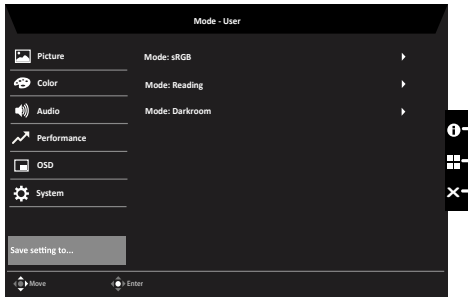 Mode - User
Picture
Color
Audio
Performance
OSD
System
Save setting to...
Mode: sRGB
Mode: Reading
Mode: Darkroom
Move
Enter